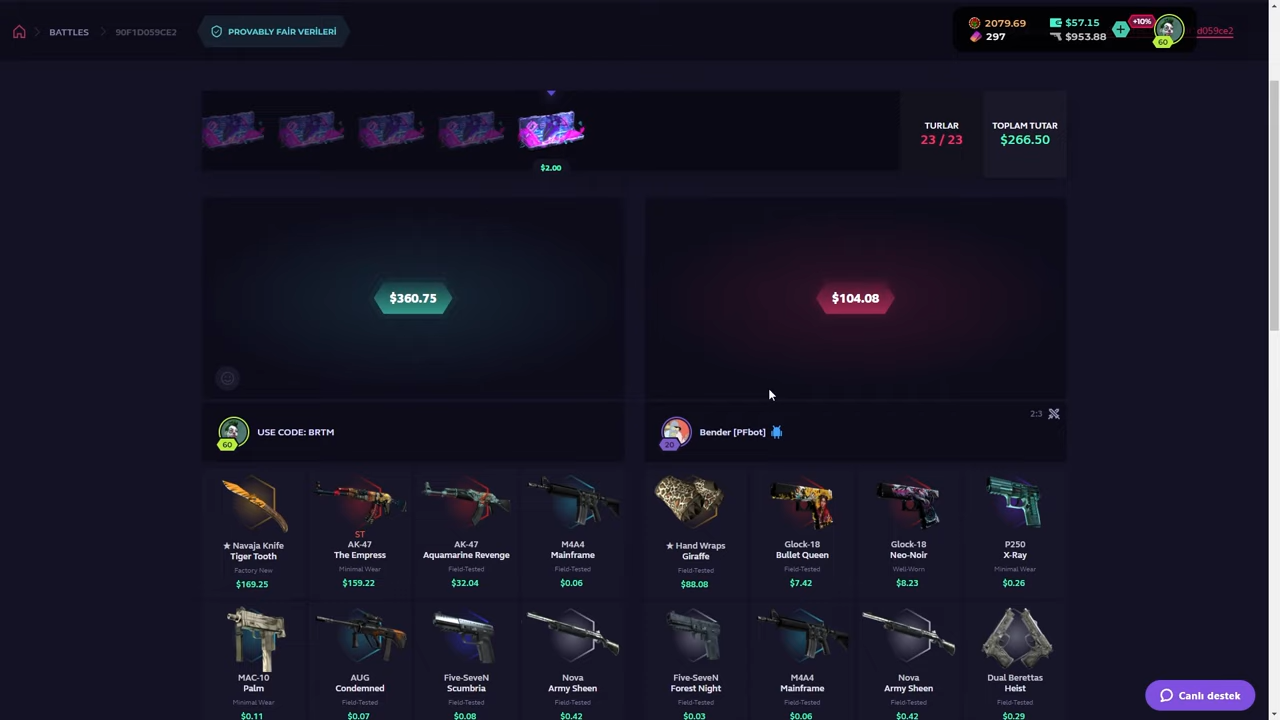 BATTLES
90F1D059CE2
PROVABLY FAİR VERİLERİ
2079.69
297
$57.15
$953.88
+10%
60
d059ce2
TURLAR
23 / 23
TOPLAM TUTAR
$266.50
$2.00
$360.75
$104.08
60
USE CODE: BRTM
20
Bender [PFbot]
2:3
★ Navaja Knife
Tiger Tooth
Factory New
$169.25
ST
AK-47
The Empress
Minimal Wear
$159.22
AK-47
Aquamarine Revenge
Field-Tested
$32.04
M4A4
Mainframe
Field-Tested
$0.06
★ Hand Wraps
Giraffe
Field-Tested
$88.08
Glock-18
Bullet Queen
Field-Tested
$7.42
Glock-18
Neo-Noir
Well-Worn
$8.23
P250
X-Ray
Minimal Wear
$0.26
MAC-10
Palm
Minimal Wear
$0.11
AUG
Condemned
Field-Tested
$0.07
Five-SeveN
Scumbria
Field-Tested
$0.08
Nova
Army Sheen
Field-Tested
$0.42
Five-SeveN
Forest Night
Field-Tested
$0.03
M4A4
Mainframe
Field-Tested
$0.06
Nova
Army Sheen
Field-Tested
$0.42
Dual Berettas
Heist
Field-Tested
$0.29
Canlı destek